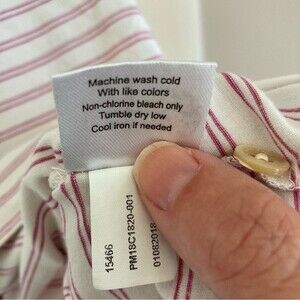 Machine wash cold
With like colors
Non-chlorine bleach only
Tumble dry low
Cool iron if needed
15466
PM18C1820-001
01082018